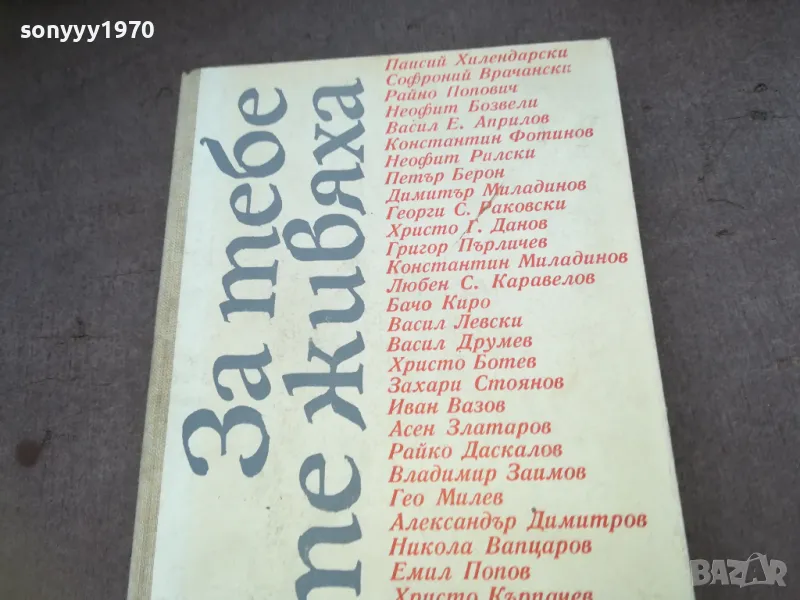 sonyyy1970
За тебе
те живяха
Паисий Хилендарски
Софроний Врачански
Райно Попович
Неофит Бозвели
Васил Е. Априлов
Константин Фотинов
Неофит Рилски
Петър Берон
Димитър Миладинов
Георги С. Раковски
Христо Г. Данов
Григор Пърличев
Константин Миладинов
Любен С. Каравелов
Бачо Киро
Васил Левски
Васил Друмев
Христо Ботев
Захари Стоянов
Иван Вазов
Асен Златаров
Райко Даскалов
Владимир Заимов
Гео Милев
Александър Димитров
Никола Вапцаров
Емил Попов
Христо Кърпачев
BAZAR